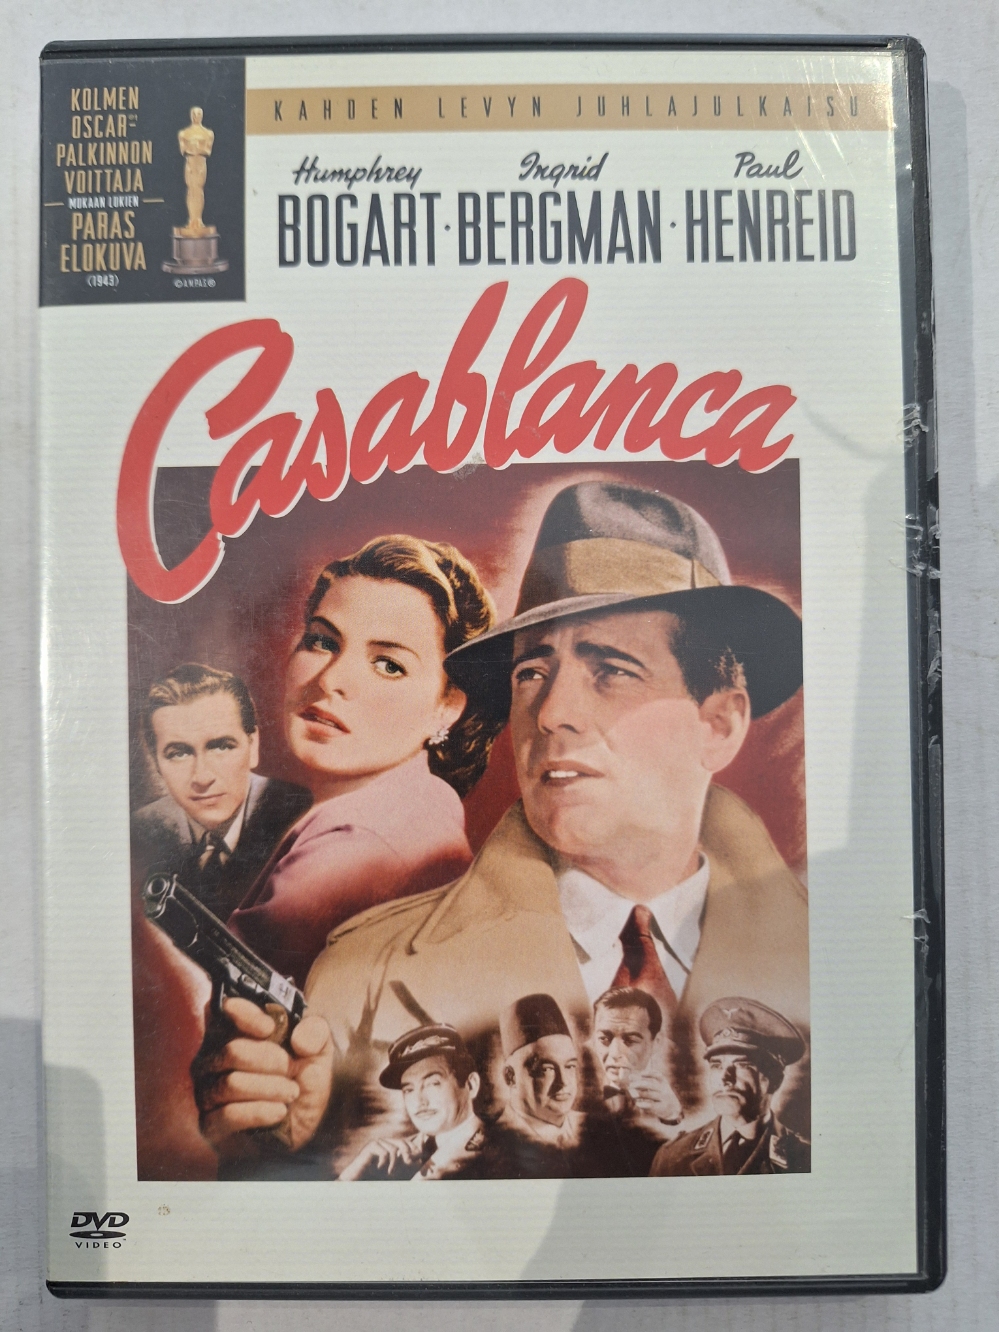 KAHDEN LEVYN JUHLAJULKAISU
KOLMEN
OSCAR®-
PALKINNON
VOITTAJA
MUKAAN LUKIEN
PARAS
ELOKUVA
(1943)
©AMPAS®
Humphrey Ingrid Paul
BOGART · BERGMAN · HENREID
Casablanca
DVD
VIDEO